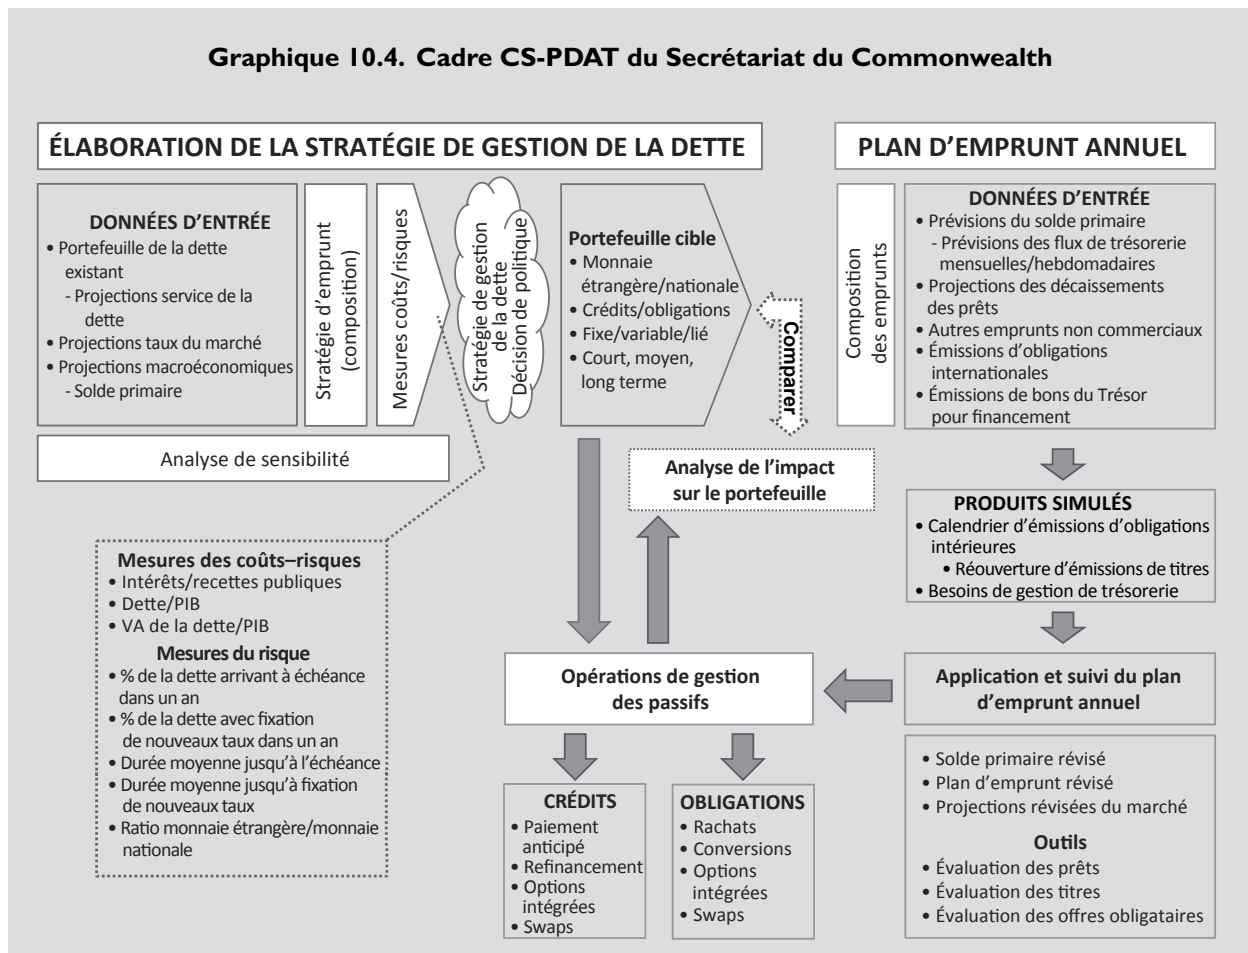 Graphique 10.4. Cadre CS-PDAT du Secrétariat du Commonwealth
ÉLABORATION DE LA STRATÉGIE DE GESTION DE LA DETTE
DONNÉES D'ENTRÉE
• Portefeuille de la dette
existant
- Projections service de la
dette
• Projections taux du marché
• Projections macroéconomiques
- Solde primaire
Stratégie d'emprunt
(composition)
Mesures coûts/risques
Stratégie de gestion
de la dette
Décision de politique
Portefeuille cible
• Monnaie
étrangère/nationale
• Crédits/obligations
• Fixe/variable/lié
• Court, moyen,
long terme
Comparer
Analyse de sensibilité
Analyse de l'impact
sur le portefeuille
Mesures des coûts–risques
• Intérêts/recettes publiques
• Dette/PIB
• VA de la dette/PIB
Mesures du risque
• % de la dette arrivant à échéance
dans un an
• % de la dette avec fixation
de nouveaux taux dans un an
• Durée moyenne jusqu'à l'échéance
• Durée moyenne jusqu'à fixation
de nouveaux taux
• Ratio monnaie étrangère/monnaie
nationale
Opérations de gestion
des passifs
CRÉDITS
• Paiement
anticipé
• Refinancement
• Options
intégrées
• Swaps
OBLIGATIONS
• Rachats
• Conversions
• Options
intégrées
• Swaps
PLAN D'EMPRUNT ANNUEL
Composition
des emprunts
DONNÉES D'ENTRÉE
• Prévisions du solde primaire
- Prévisions des flux de trésorerie
mensuelles/hebdomadaires
• Projections des décaissements
des prêts
• Autres emprunts non commerciaux
• Émissions d'obligations
internationales
• Émissions de bons du Trésor
pour financement
PRODUITS SIMULÉS
• Calendrier d'émissions d'obligations
intérieures
• Réouverture d'émissions de titres
• Besoins de gestion de trésorerie
Application et suivi du plan
d'emprunt annuel
• Solde primaire révisé
• Plan d'emprunt révisé
• Projections révisées du marché
Outils
• Évaluation des prêts
• Évaluation des titres
• Évaluation des offres obligataires